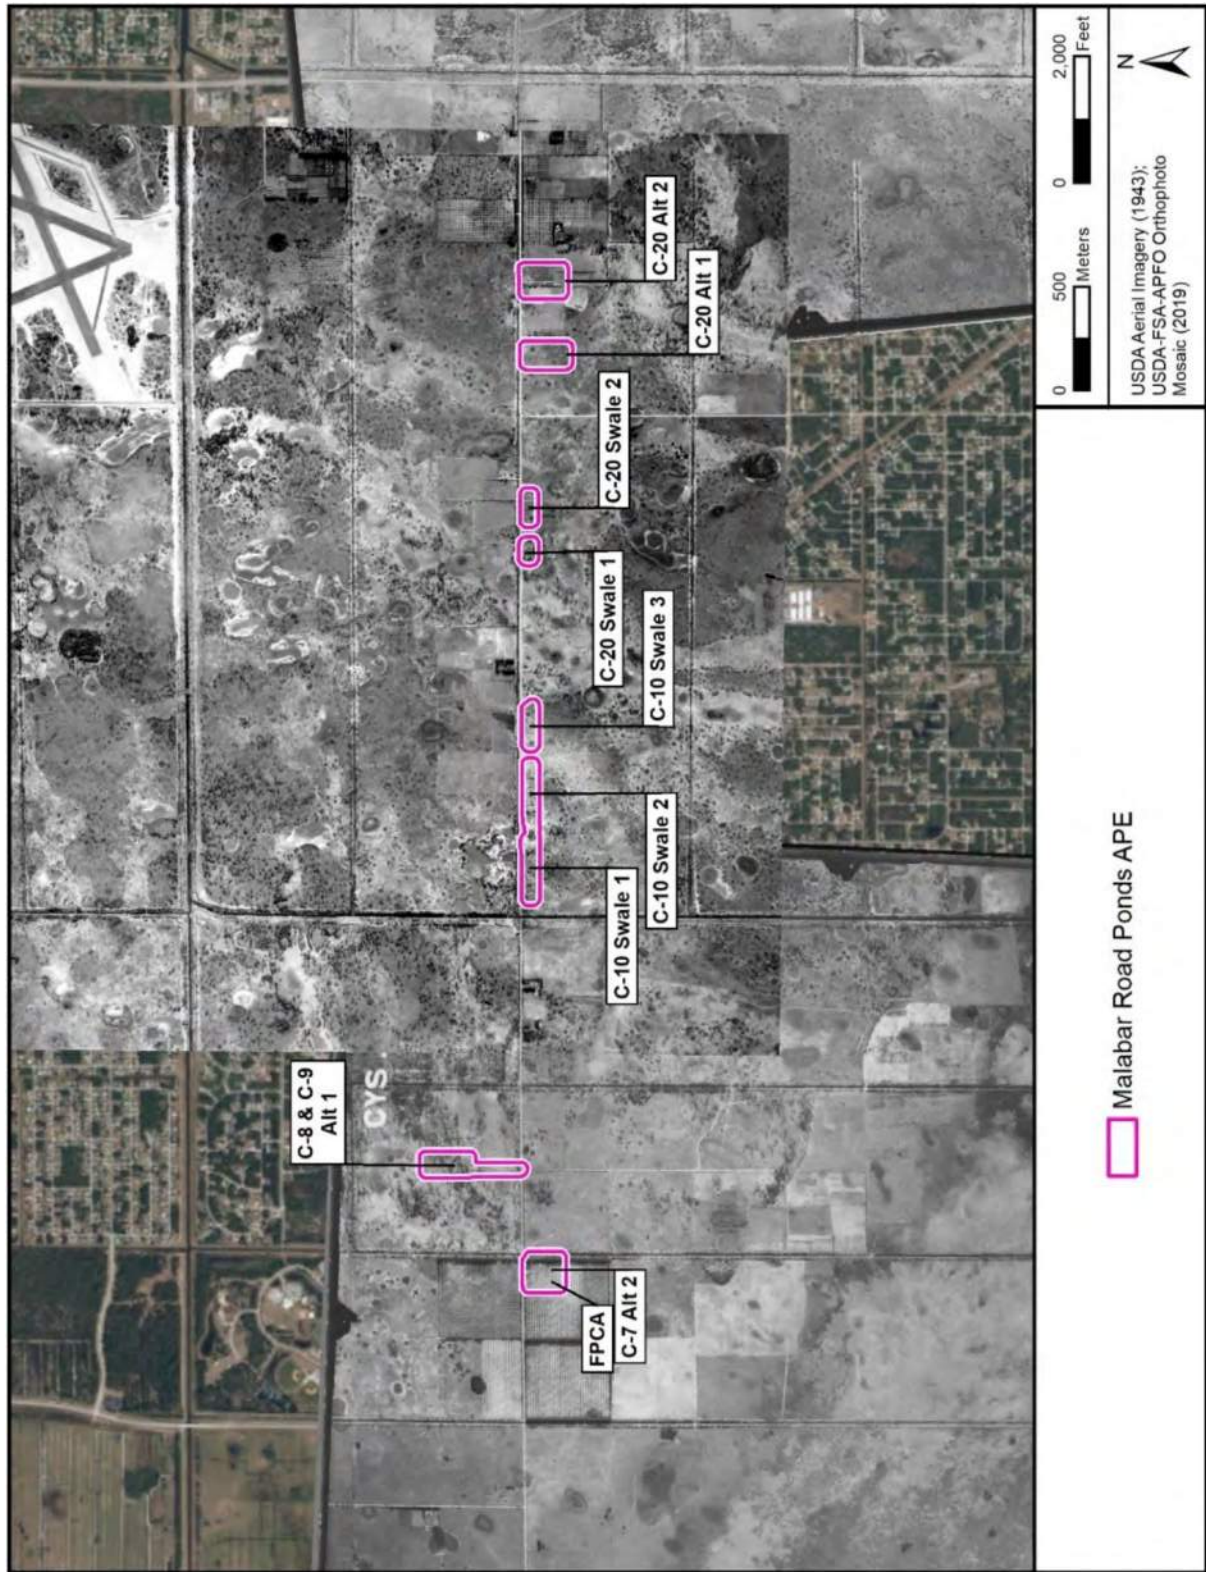 C-8 & C-9
Alt 1
CYS
FPCA
C-7 Alt 2
C-10 Swale 1
C-10 Swale 2
C-10 Swale 3
C-20 Swale 1
C-20 Swale 2
C-20 Alt 1
C-20 Alt 2
Malabar Road Ponds APE
0 500 Meters
0 2,000 Feet
N
USDA Aerial Imagery (1943);
USDA-FSA-APFO Orthophoto
Mosaic (2019)